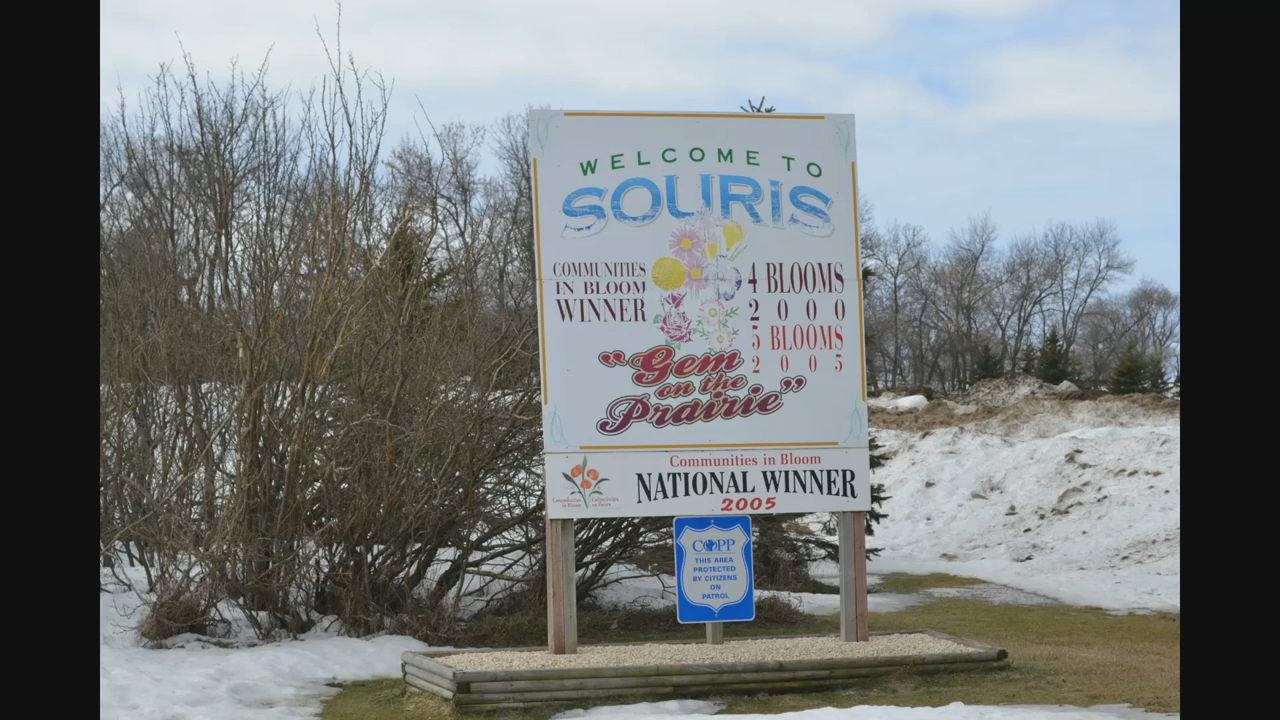 WELCOME TO
SOURIS
COMMUNITIES
IN BLOOM
WINNER
4 BLOOMS
2000
5 BLOOMS
2005
"Gem
on the
Prairie"
Communities in Bloom
NATIONAL WINNER
2005
COPP
THIS AREA
PROTECTED
BY CITIZENS
ON
PATROL